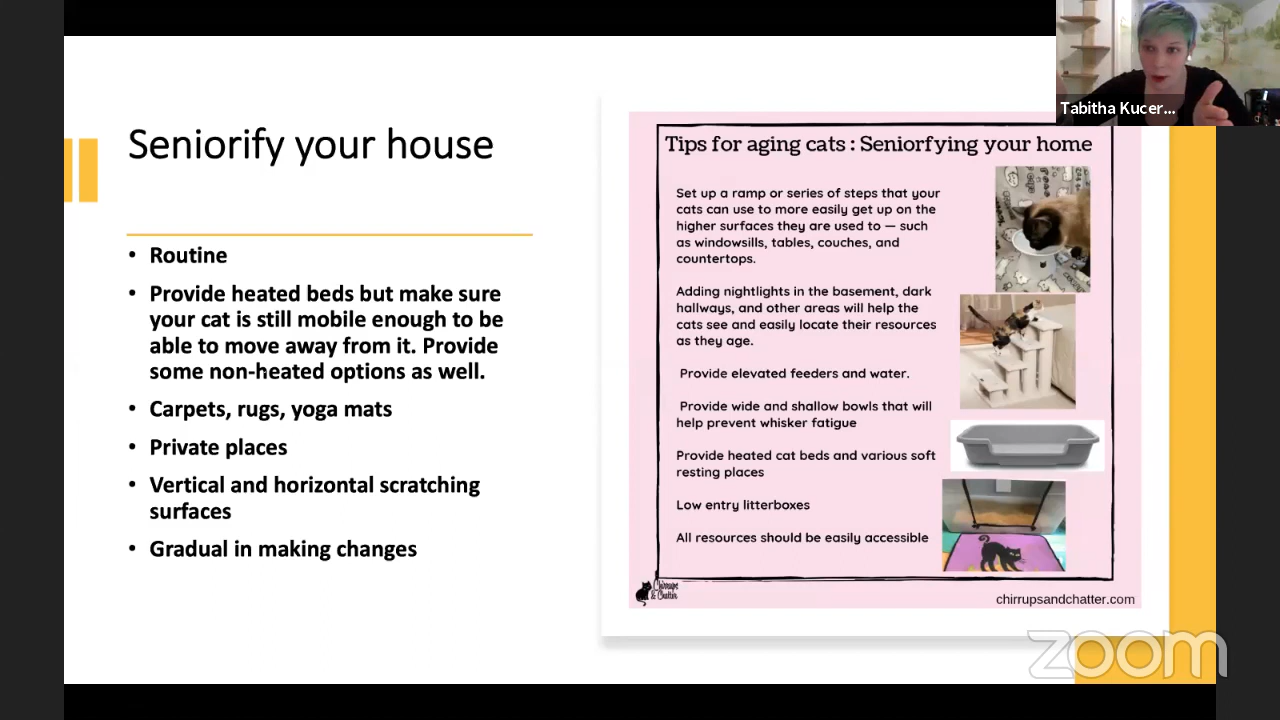 Seniorify your house
• Routine
• Provide heated beds but make sure
your cat is still mobile enough to be
able to move away from it. Provide
some non-heated options as well.
• Carpets, rugs, yoga mats
• Private places
• Vertical and horizontal scratching
surfaces
• Gradual in making changes
Tips for aging cats : Seniorfying your home
Set up a ramp or series of steps that your
cats can use to more easily get up on the
higher surfaces they are used to — such
as windowsills, tables, couches, and
countertops.
Adding nightlights in the basement, dark
hallways, and other areas will help the
cats see and easily locate their resources
as they age.
Provide elevated feeders and water.
Provide wide and shallow bowls that will
help prevent whisker fatigue
Provide heated cat beds and various soft
resting places
Low entry litterboxes
All resources should be easily accessible
Chirrups
& Chatter
chirrupsandchatter.com
Tabitha Kucer...
zoom